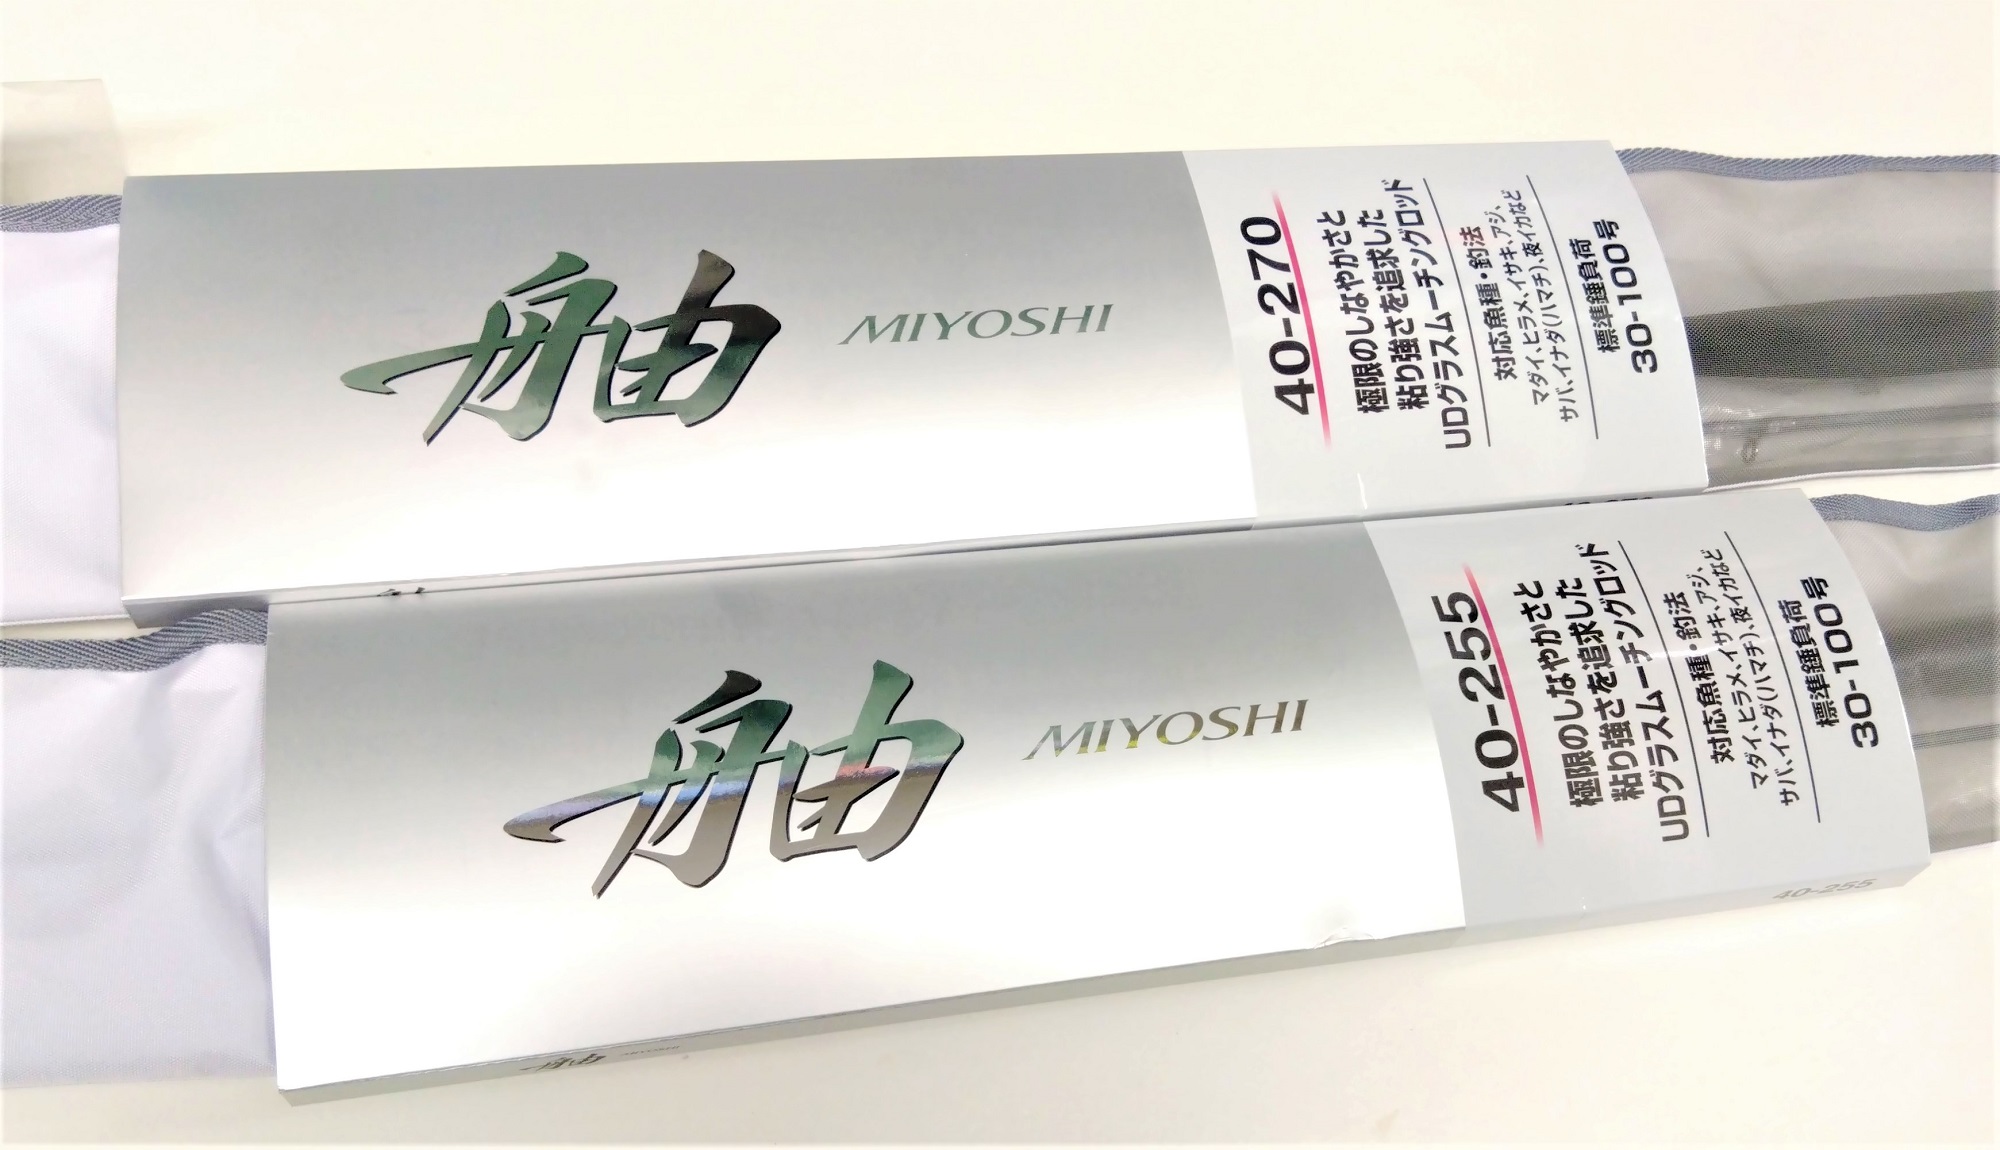 舳 MIYOSHI
40-270
極限のしなやかさと
粘り強さを追求した
UDグラスムーチングロッド
対応魚種・釣法
マダイ、ヒラメ、イサキ、アジ、
サバ、イナダ(ハマチ)、夜イカなど
標準錘負荷
30-100号
舳 MIYOSHI
40-255
極限のしなやかさと
粘り強さを追求した
UDグラスムーチングロッド
対応魚種・釣法
マダイ、ヒラメ、イサキ、アジ、
サバ、イナダ(ハマチ)、夜イカなど
標準錘負荷
30-100号
40-255
舳 MIYOSHI